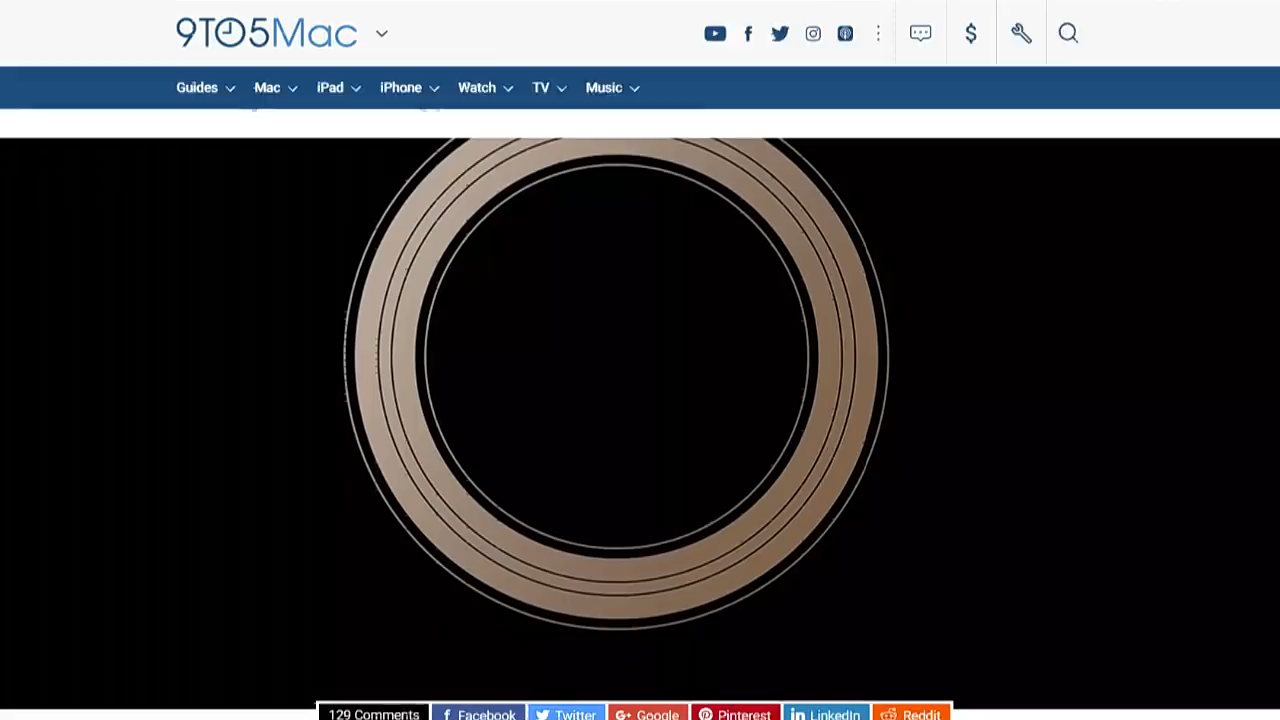 9TO5Mac
Guides Mac iPad iPhone Watch TV Music
129 Comments Facebook Twitter Google Pinterest LinkedIn Reddit